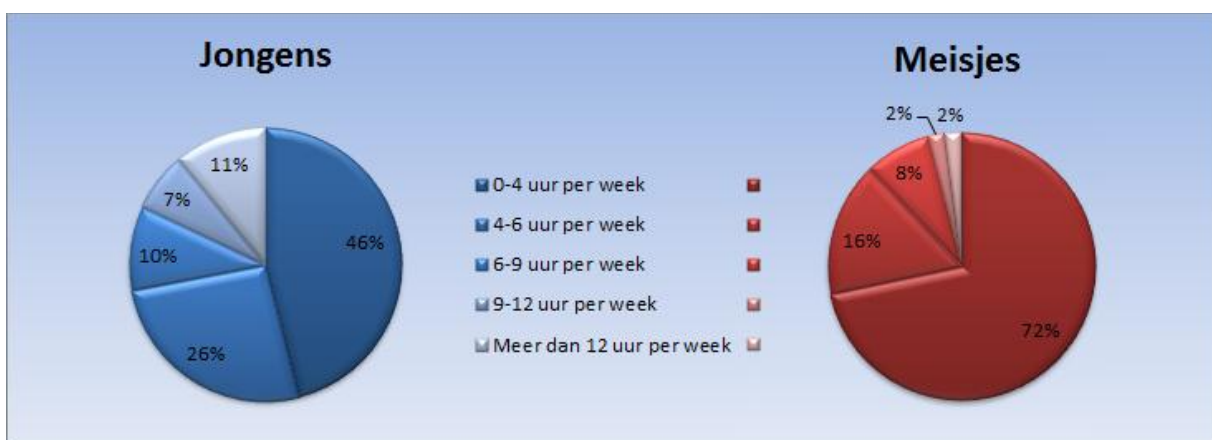 Jongens
46%
26%
10%
7%
11%
0-4 uur per week
4-6 uur per week
6-9 uur per week
9-12 uur per week
Meer dan 12 uur per week
Meisjes
72%
16%
8%
2%
2%